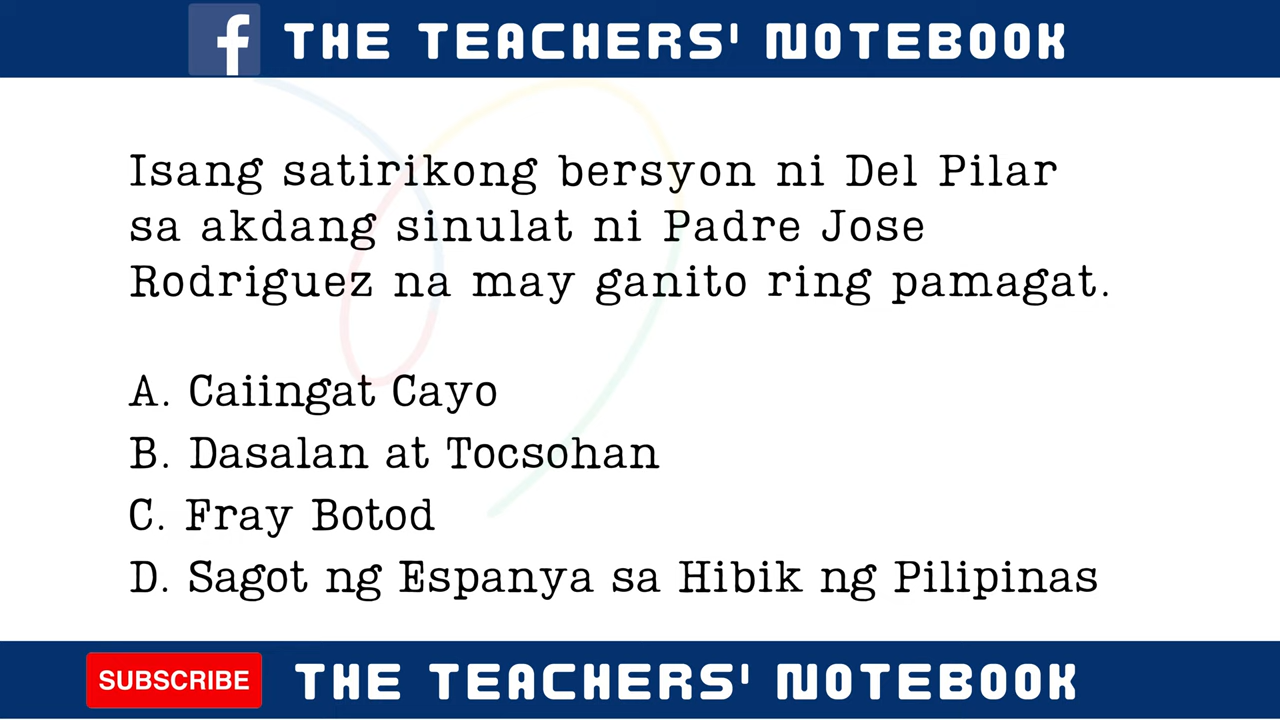 f THE TEACHERS' NOTEBOOK
Isang satirikong bersyon ni Del Pilar
sa akdang sinulat ni Padre Jose
Rodriguez na may ganito ring pamagat.
A. Caiingat Cayo
B. Dasalan at Tocsohan
C. Fray Botod
D. Sagot ng Espanya sa Hibik ng Pilipinas
SUBSCRIBE THE TEACHERS' NOTEBOOK